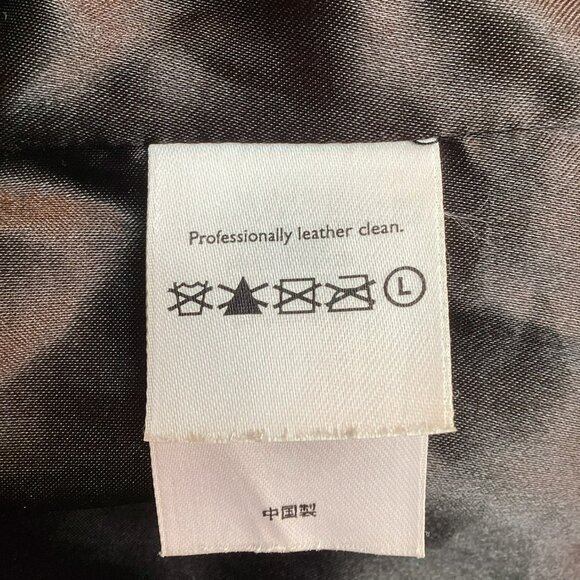 Professionally leather clean.
L
中国製